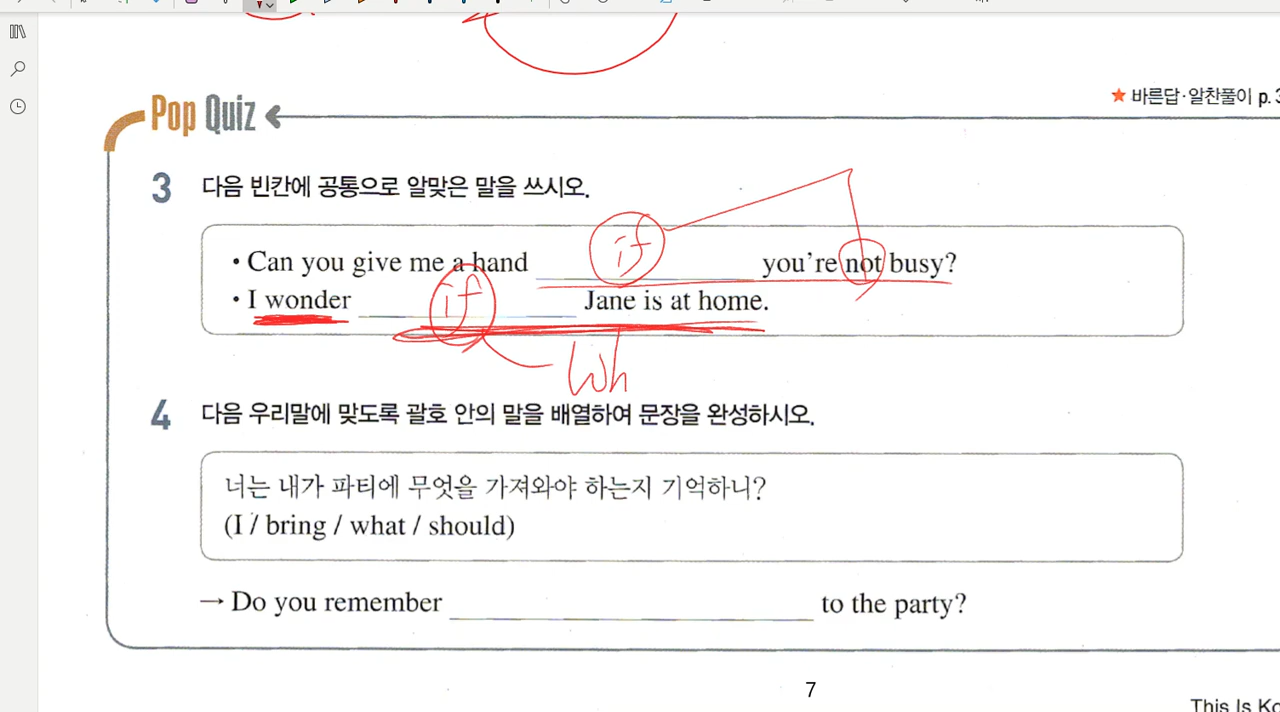 Pop Quiz
★ 바른답·알찬풀이 p. 3
3 다음 빈칸에 공통으로 알맞은 말을 쓰시오.
• Can you give me a hand if you're not busy?
• I wonder if Jane is at home.
Wh
4 다음 우리말에 맞도록 괄호 안의 말을 배열하여 문장을 완성하시오.
너는 내가 파티에 무엇을 가져와야 하는지 기억하니?
(I / bring / what / should)
→ Do you remember to the party?
7
This Is